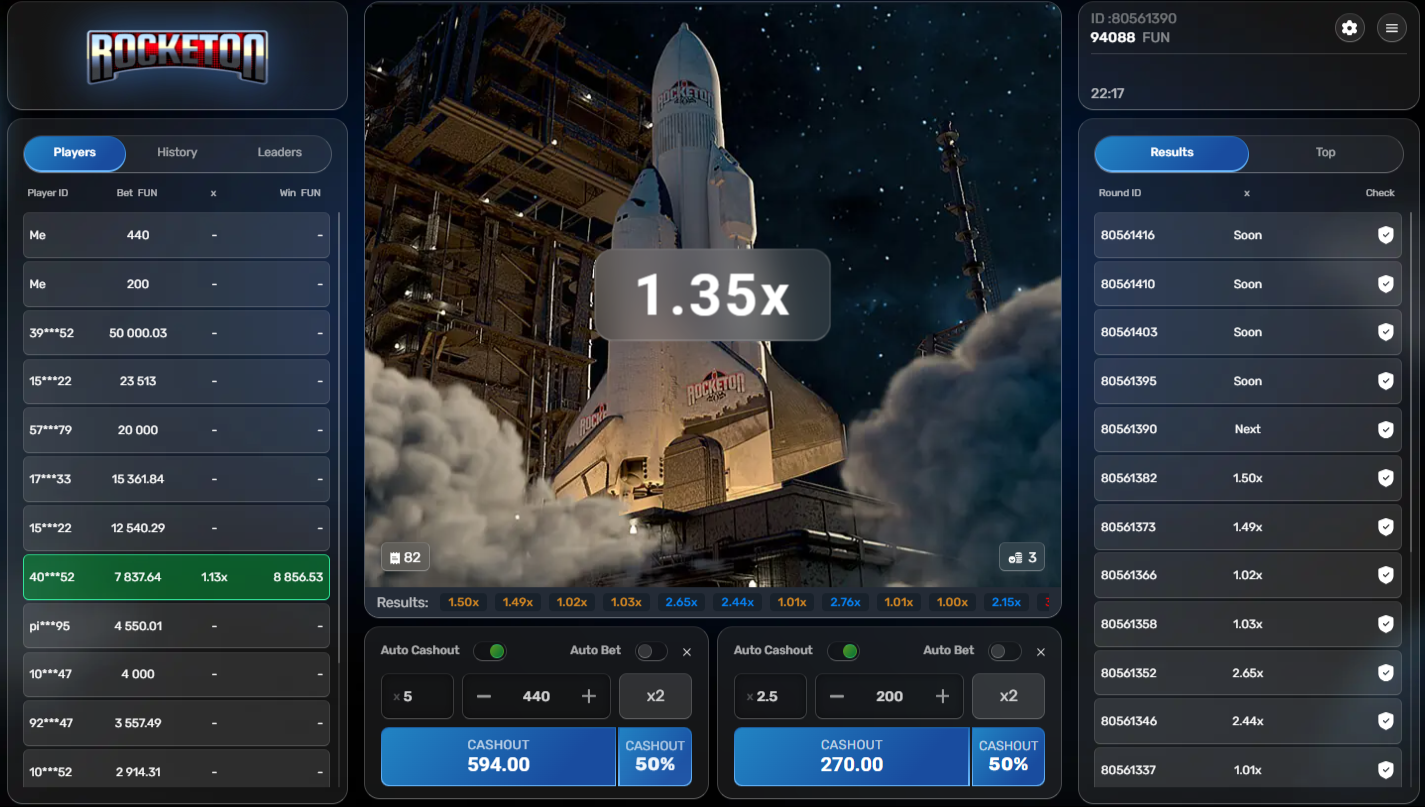 ROCKETON
Players History Leaders
Player ID Bet FUN x Win FUN
Me 440 - -
Me 200 - -
39***52 50 000.03 - -
15***22 23 513 - -
57***79 20 000 - -
17***33 15 361.84 - -
15***22 12 540.29 - -
40***52 7 837.64 1.13x 8 856.53
pi***95 4 550.01 - -
10***47 4 000 - -
92***47 3 557.49 - -
10***52 2 914.31 - -
ROCKETON
1.35x
ROCKETON
82
3
Results: 1.50x 1.49x 1.02x 1.03x 2.65x 2.44x 1.01x 2.76x 1.01x 1.00x 2.15x
Auto Cashout Auto Bet ×
× 5 − 440 + x2
CASHOUT
594.00
CASHOUT
50%
Auto Cashout Auto Bet ×
× 2.5 − 200 + x2
CASHOUT
270.00
CASHOUT
50%
ID :80561390
94088 FUN
22:17
Results Top
Round ID x Check
80561416 Soon
80561410 Soon
80561403 Soon
80561395 Soon
80561390 Next
80561382 1.50x
80561373 1.49x
80561366 1.02x
80561358 1.03x
80561352 2.65x
80561346 2.44x
80561337 1.01x